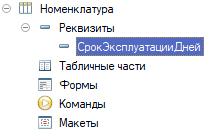 Номенклатура
Реквизиты
СрокЭксплуатацииДней
Табличные части
Формы
Команды
Макеты